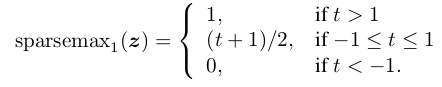 sparsemax₁(z) = { 1, if t > 1
(t + 1)/2, if −1 ≤ t ≤ 1
0, if t < −1.